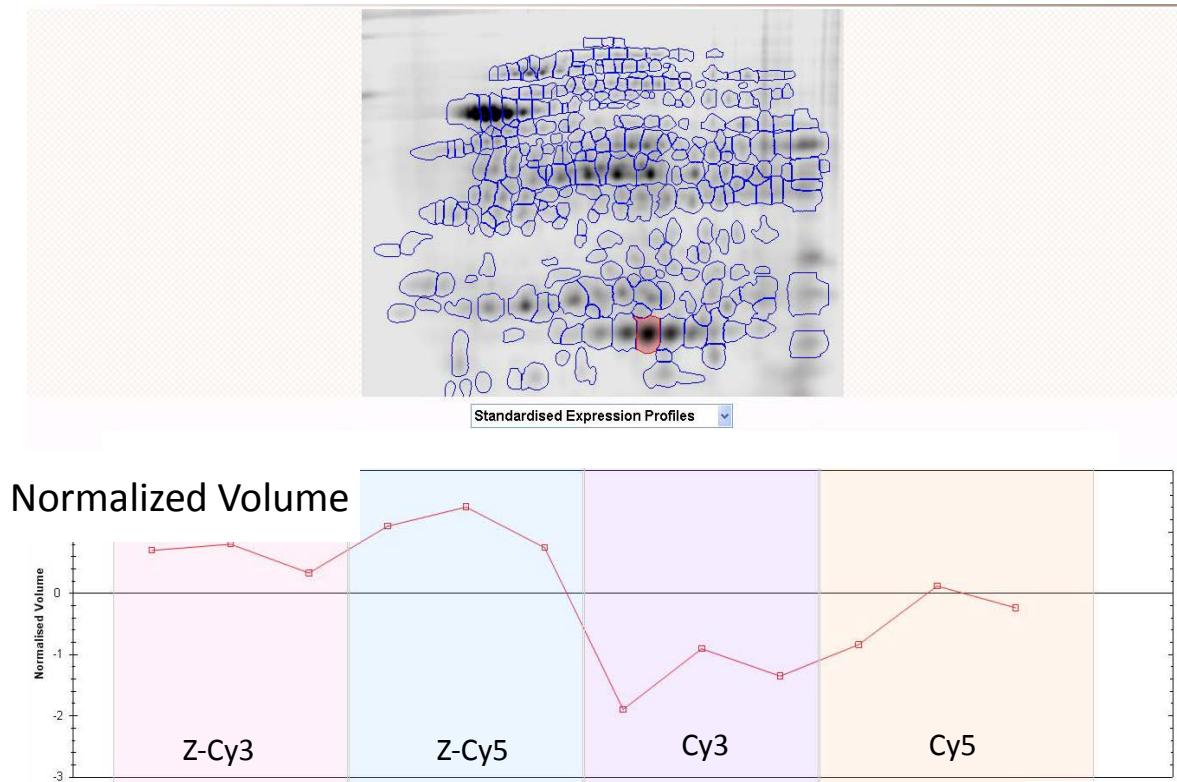 Standardised Expression Profiles
Normalized Volume
Normalised Volume
0
-1
-2
-3
Z-Cy3
Z-Cy5
Cy3
Cy5